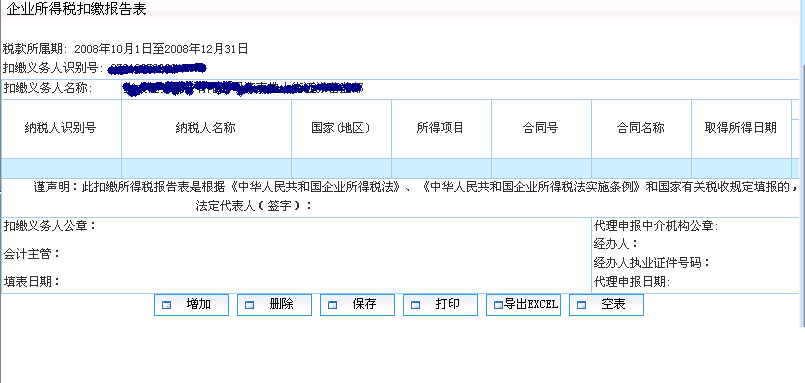 企业所得税扣缴报告表
税款所属期: 2008年10月1日至2008年12月31日
扣缴义务人识别号:
扣缴义务人名称:
纳税人识别号 纳税人名称 国家(地区) 所得项目 合同号 合同名称 取得所得日期
谨声明：此扣缴所得税报告表是根据《中华人民共和国企业所得税法》、《中华人民共和国企业所得税法实施条例》和国家有关税收规定填报的，
法定代表人（签字）：
扣缴义务人公章：
代理申报中介机构公章:
经办人：
会计主管：
经办人执业证件号码：
填表日期：
代理申报日期:
增加 删除 保存 打印 导出EXCEL 空表